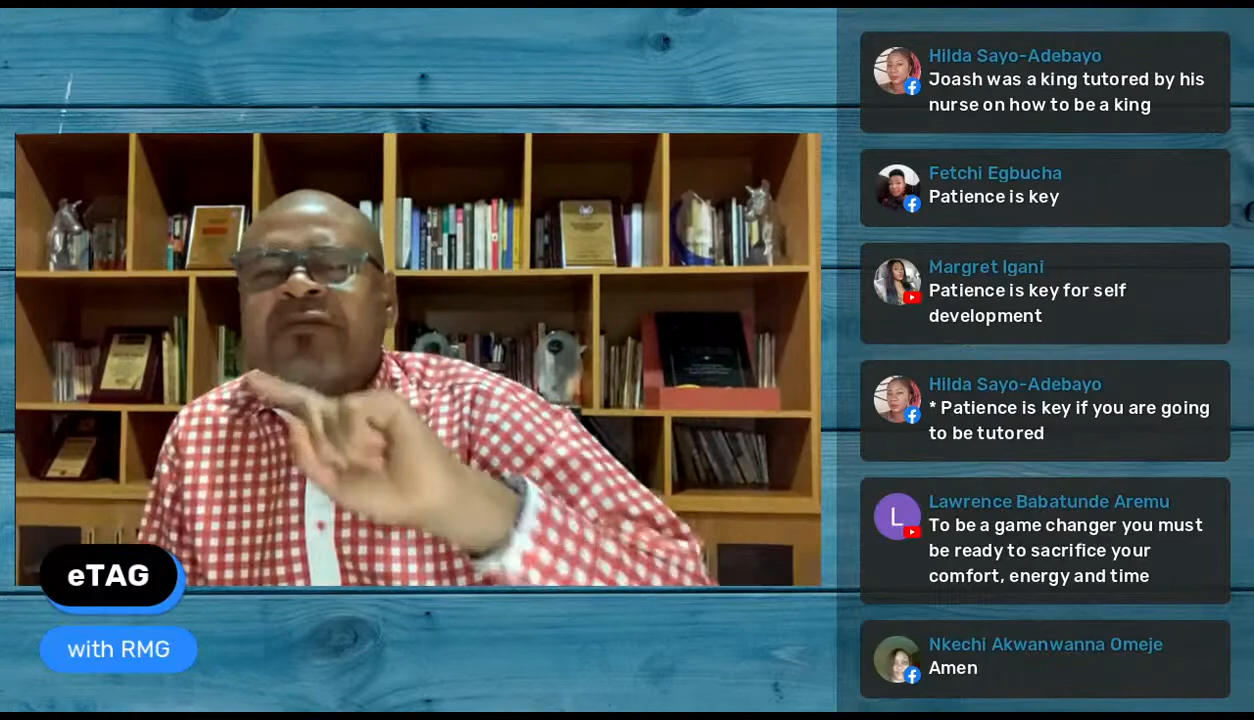 Hilda Sayo-Adebayo
Joash was a king tutored by his
nurse on how to be a king
Fetchi Egbucha
Patience is key
Margret Igani
Patience is key for self
development
Hilda Sayo-Adebayo
* Patience is key if you are going
to be tutored
L
Lawrence Babatunde Aremu
To be a game changer you must
be ready to sacrifice your
comfort, energy and time
Nkechi Akwanwanna Omeje
Amen
eTAG
with RMG